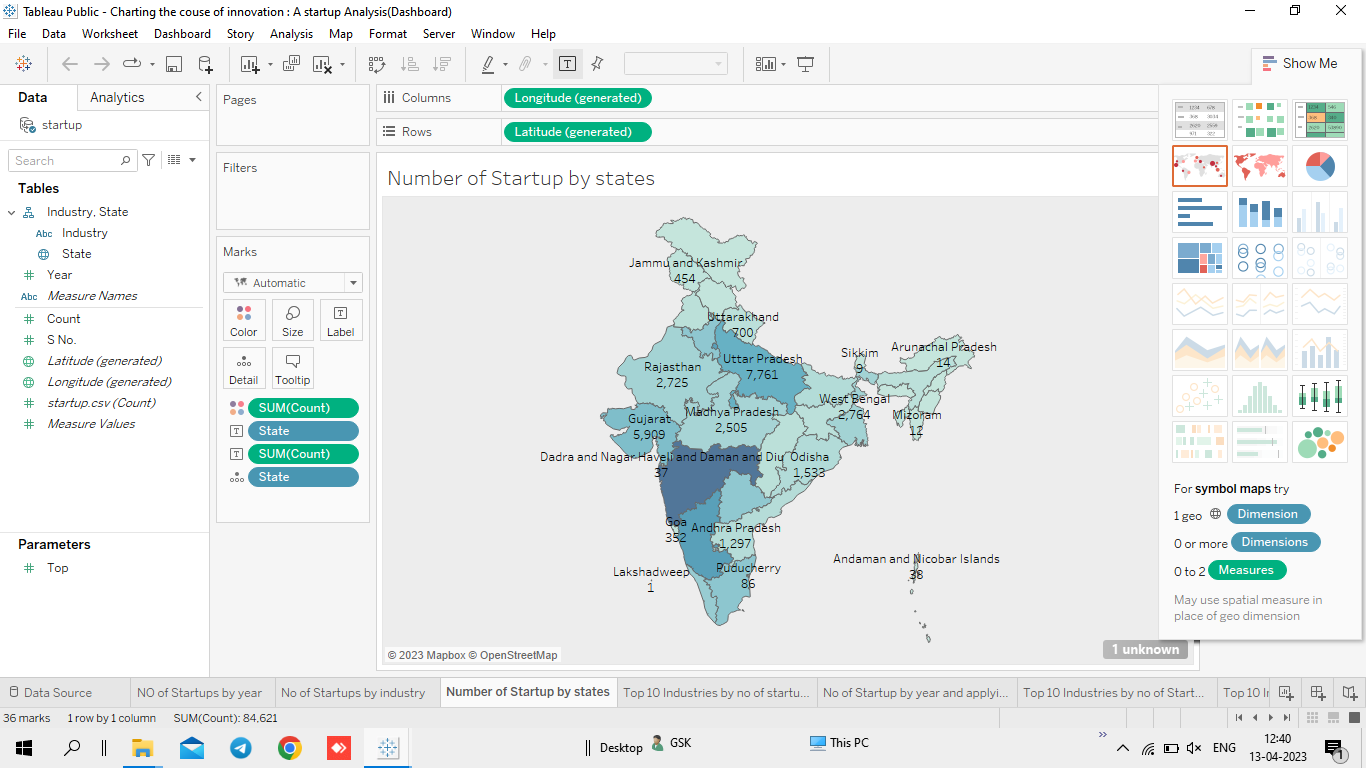 Tableau Public - Charting the couse of innovation : A startup Analysis(Dashboard)
File Data Worksheet Dashboard Story Analysis Map Format Server Window Help
Show Me
Data Analytics
startup
Search
Tables
Industry, State
Abc Industry
State
Year
Abc Measure Names
Count
S No.
Latitude (generated)
Longitude (generated)
startup.csv (Count)
Measure Values
Parameters
Top
Pages
Filters
Marks
Automatic
Color Size Label
Detail Tooltip
SUM(Count)
State
SUM(Count)
State
Columns Longitude (generated)
Rows Latitude (generated)
Number of Startup by states
Jammu and Kashmir
454
Uttarakhand
700
Arunachal Pradesh
14
Sikkim
9
Uttar Pradesh
7,761
Rajasthan
2,725
West Bengal
2,764
Madhya Pradesh
2,505
Mizoram
12
Gujarat
5,909
Dadra and Nagar Haveli and Daman and Diu
37
Odisha
1,533
Goa
352
Andhra Pradesh
1,297
Andaman and Nicobar Islands
38
Lakshadweep
1
Puducherry
86
© 2023 Mapbox © OpenStreetMap
1 unknown
For symbol maps try
1 geo Dimension
0 or more Dimensions
0 to 2 Measures
May use spatial measure in
place of geo dimension
Data Source NO of Startups by year No of Startups by industry Number of Startup by states Top 10 Industries by no of startu... No of Startup by year and applyi... Top 10 Industries by no of Start... Top 10 I
36 marks 1 row by 1 column SUM(Count): 84,621
Desktop GSK This PC ENG 12:40
13-04-2023
1